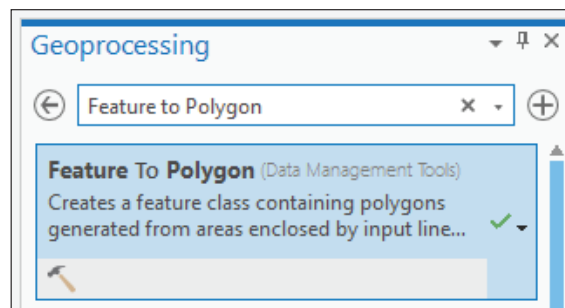 Geoprocessing
Feature to Polygon
Feature To Polygon (Data Management Tools)
Creates a feature class containing polygons
generated from areas enclosed by input line...